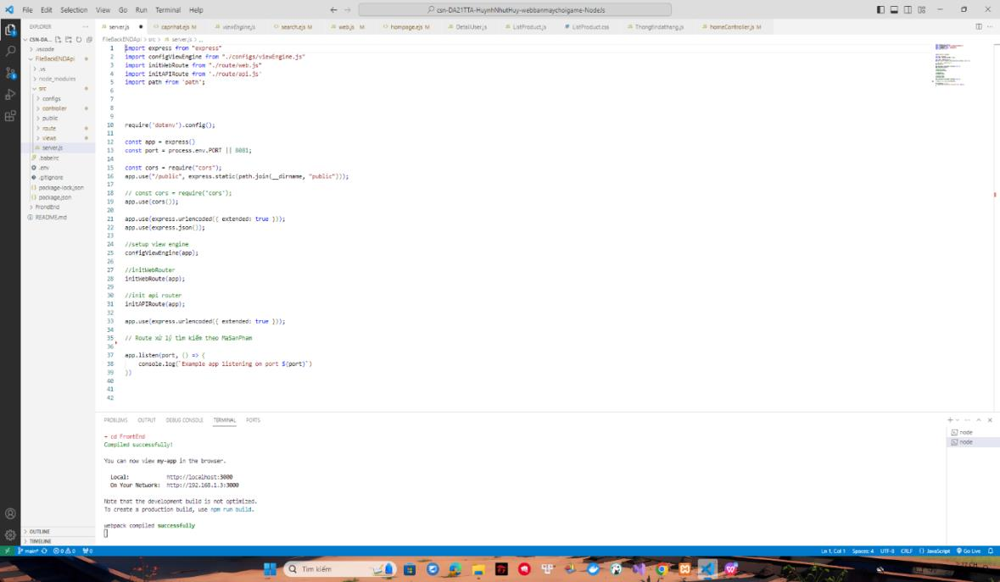 File Edit Selection View Go Run Terminal Help
csn-DA21TTA-HuynhNhutHuy-webbanmaychoigame-NodeJs
EXPLORER
server.js
capnhat.ejs M
viewEngine.js
search.ejs M
web.js M
hompage.ejs M
DetailUser.js
ListProduct.js
ListProduct.css
Thongtindathang.js
homeController.js M
CSN-DA...
.vscode
FileBackENDApi
.vs
node_modules
src
configs
controller
public
route
views
server.js
.babelrc
.env
.gitignore
package-lock.json
package.json
FrondEnd
README.md
OUTLINE
TIMELINE
FileBackENDApi > src > server.js > ...
1 import express from "express"
2 import configViewEngine from "./configs/viewEngine.js"
3 import initWebRoute from "./route/web.js"
4 import initAPIRoute from './route/api.js'
5 import path from 'path';
6
7
8
9
10 require('dotenv').config();
11
12 const app = express()
13 const port = process.env.PORT || 8081;
14
15 const cors = require("cors");
16 app.use("/public", express.static(path.join(__dirname, "public")));
17
18 // const cors = require('cors');
19 app.use(cors());
20
21 app.use(express.urlencoded({ extended: true }));
22 app.use(express.json());
23
24 //setup view engine
25 configViewEngine(app);
26
27 //initWebRouter
28 initWebRoute(app);
29
30 //init api router
31 initAPIRoute(app);
32
33 app.use(express.urlencoded({ extended: true }));
34
35 // Route xử lý tìm kiếm theo MaSanPham
36
37 app.listen(port, () => {
38 console.log(`Example app listening on port ${port}`)
39 })
40
41
42
PROBLEMS OUTPUT DEBUG CONSOLE TERMINAL PORTS
node
node
cd FrontEnd
Compiled successfully!
You can now view my-app in the browser.
Local: http://localhost:3000
On Your Network: http://192.168.1.3:3000
Note that the development build is not optimized.
To create a production build, use npm run build.
webpack compiled successfully
main* 0 0 0 Ln 1, Col 1 Spaces: 4 UTF-8 CRLF {} JavaScript Go Live
Tìm kiếm